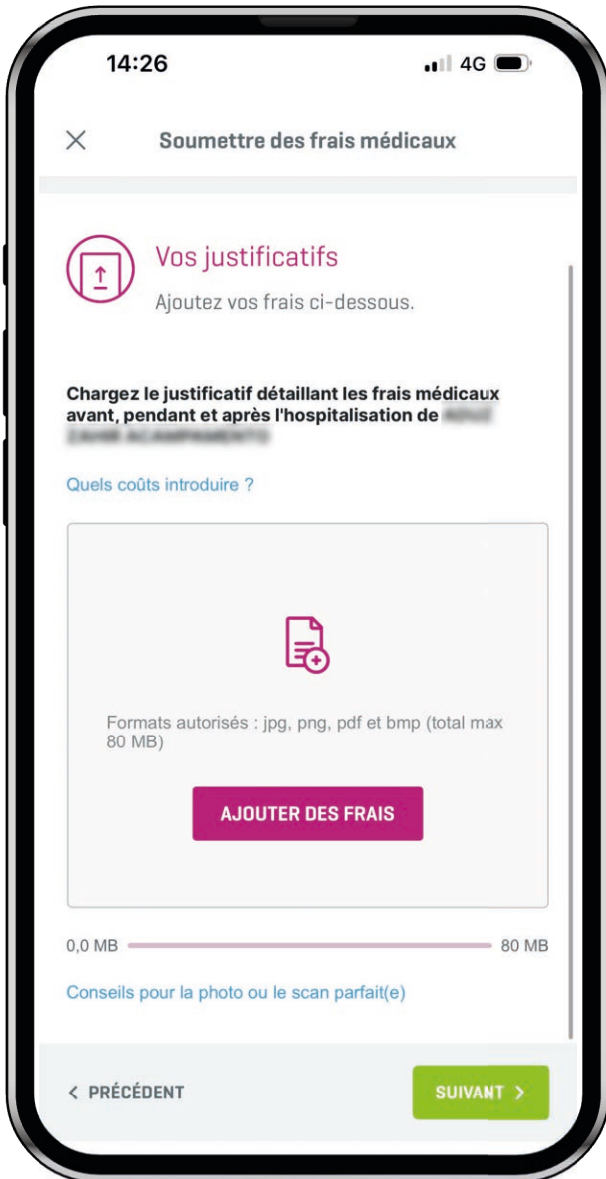 14:26
4G
Soumettre des frais médicaux
Vos justificatifs
Ajoutez vos frais ci-dessous.
Chargez le justificatif détaillant les frais médicaux
avant, pendant et après l'hospitalisation de
Quels coûts introduire ?
Formats autorisés : jpg, png, pdf et bmp (total max
80 MB)
AJOUTER DES FRAIS
0,0 MB
80 MB
Conseils pour la photo ou le scan parfait(e)
< PRÉCÉDENT
SUIVANT >